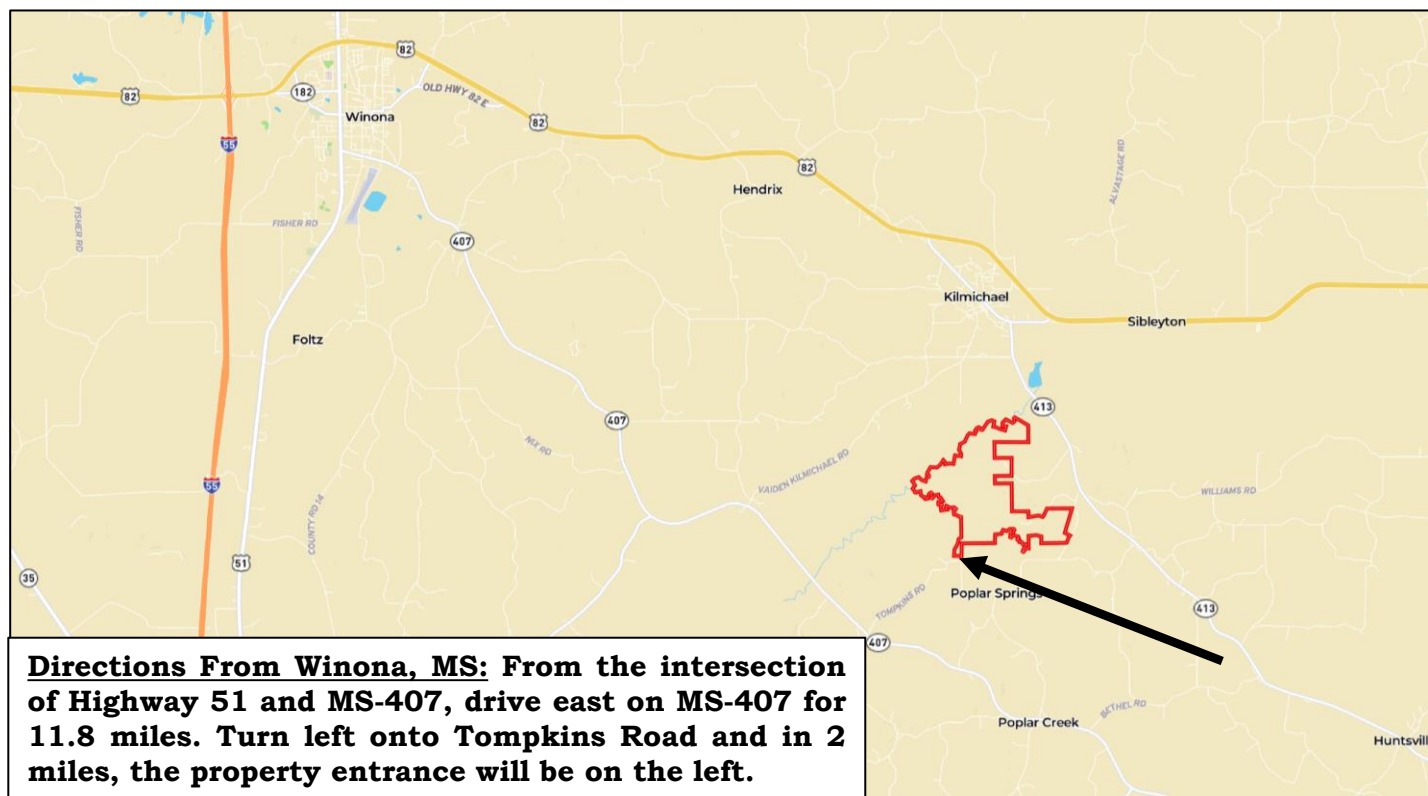 82
82
OLD HWY 82 E
182
Winona
82
55
82
ALVASTAGE RD
Hendrix
FISHER RD
FISHER RD
407
Kilmichael
Sibleyton
Foltz
413
407
NIX RD
VAIDEN KILMICHAEL RD
55
WILLIAMS RD
COUNTY RD 14
51
35
TOMPKINS RD
Poplar Springs
413
407
BETHEL RD
Poplar Creek
Huntsvill
Directions From Winona, MS: From the intersection
of Highway 51 and MS-407, drive east on MS-407 for
11.8 miles. Turn left onto Tompkins Road and in 2
miles, the property entrance will be on the left.